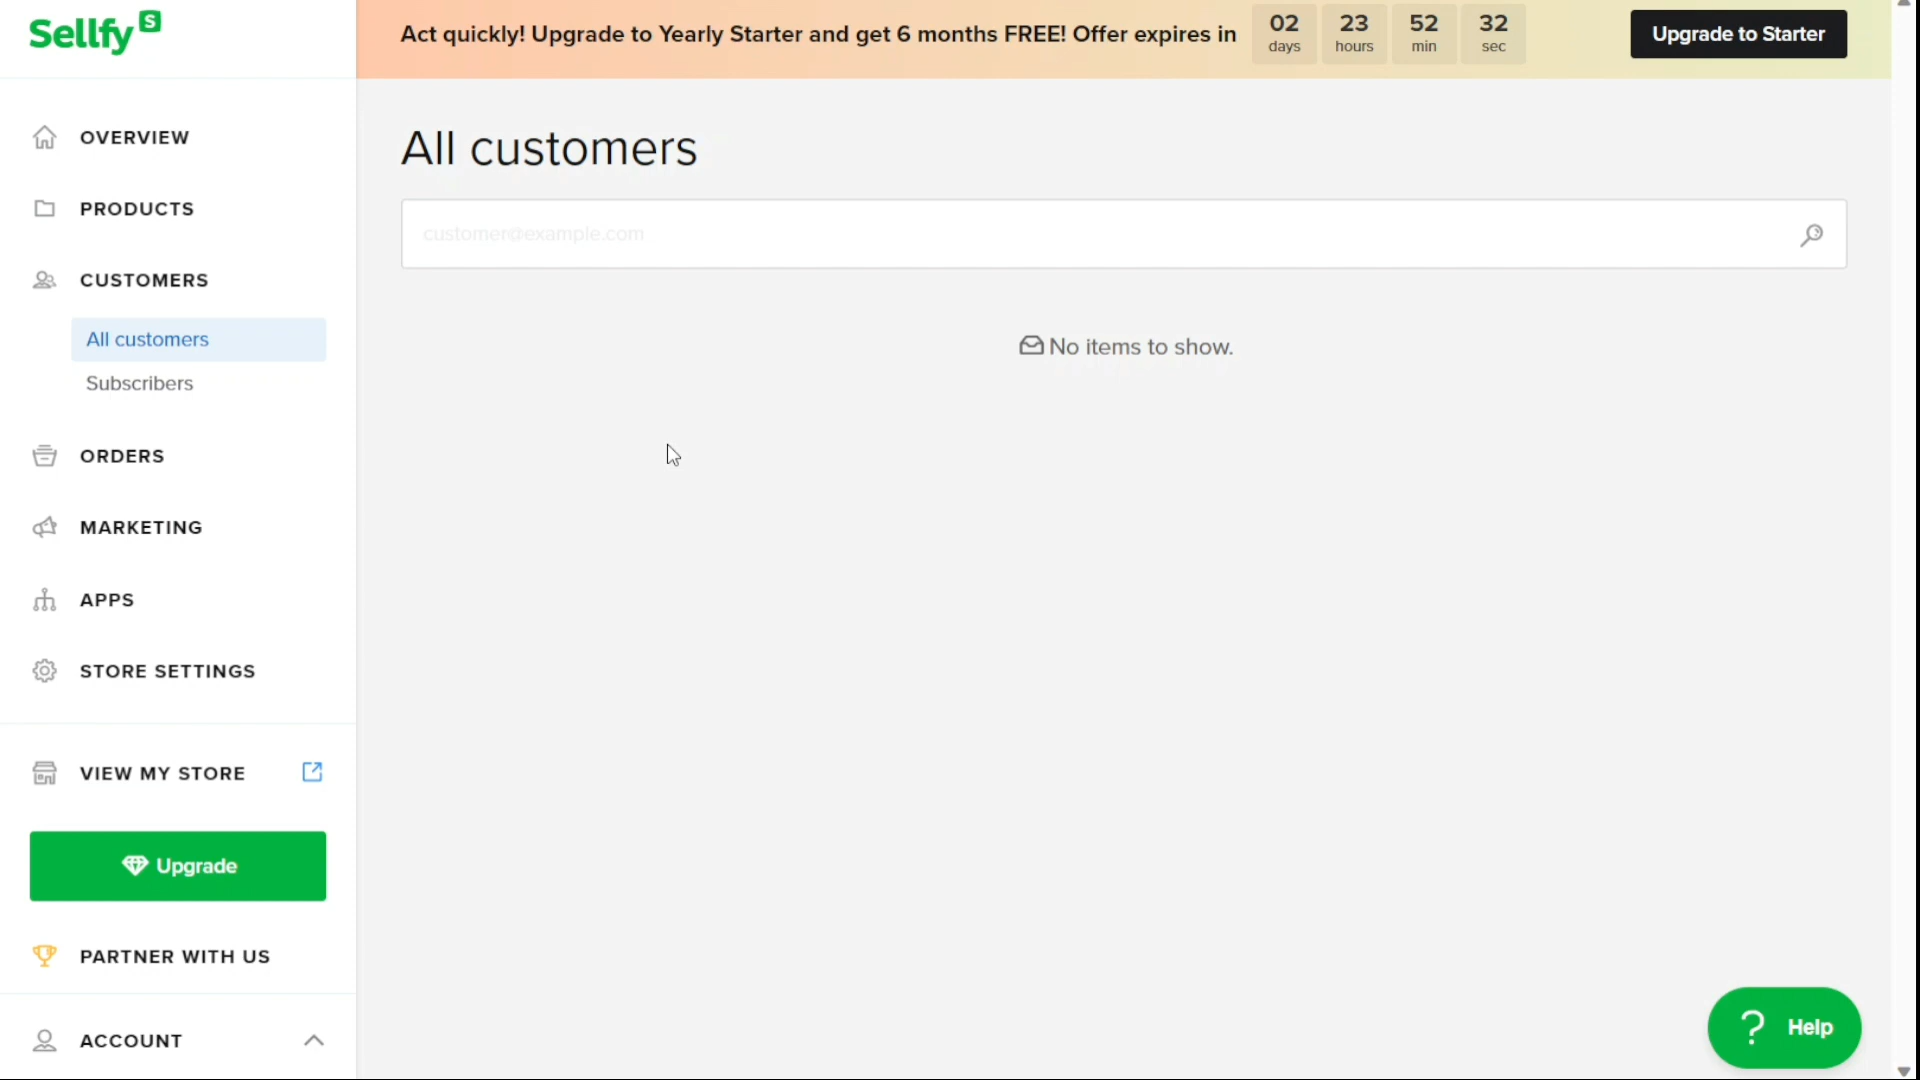 Sellfy S
OVERVIEW
PRODUCTS
CUSTOMERS
All customers
Subscribers
ORDERS
MARKETING
APPS
STORE SETTINGS
VIEW MY STORE
Upgrade
PARTNER WITH US
ACCOUNT
Act quickly! Upgrade to Yearly Starter and get 6 months FREE! Offer expires in
02 23 52 32
days hours min sec
Upgrade to Starter
All customers
customer@example.com
No items to show.
? Help